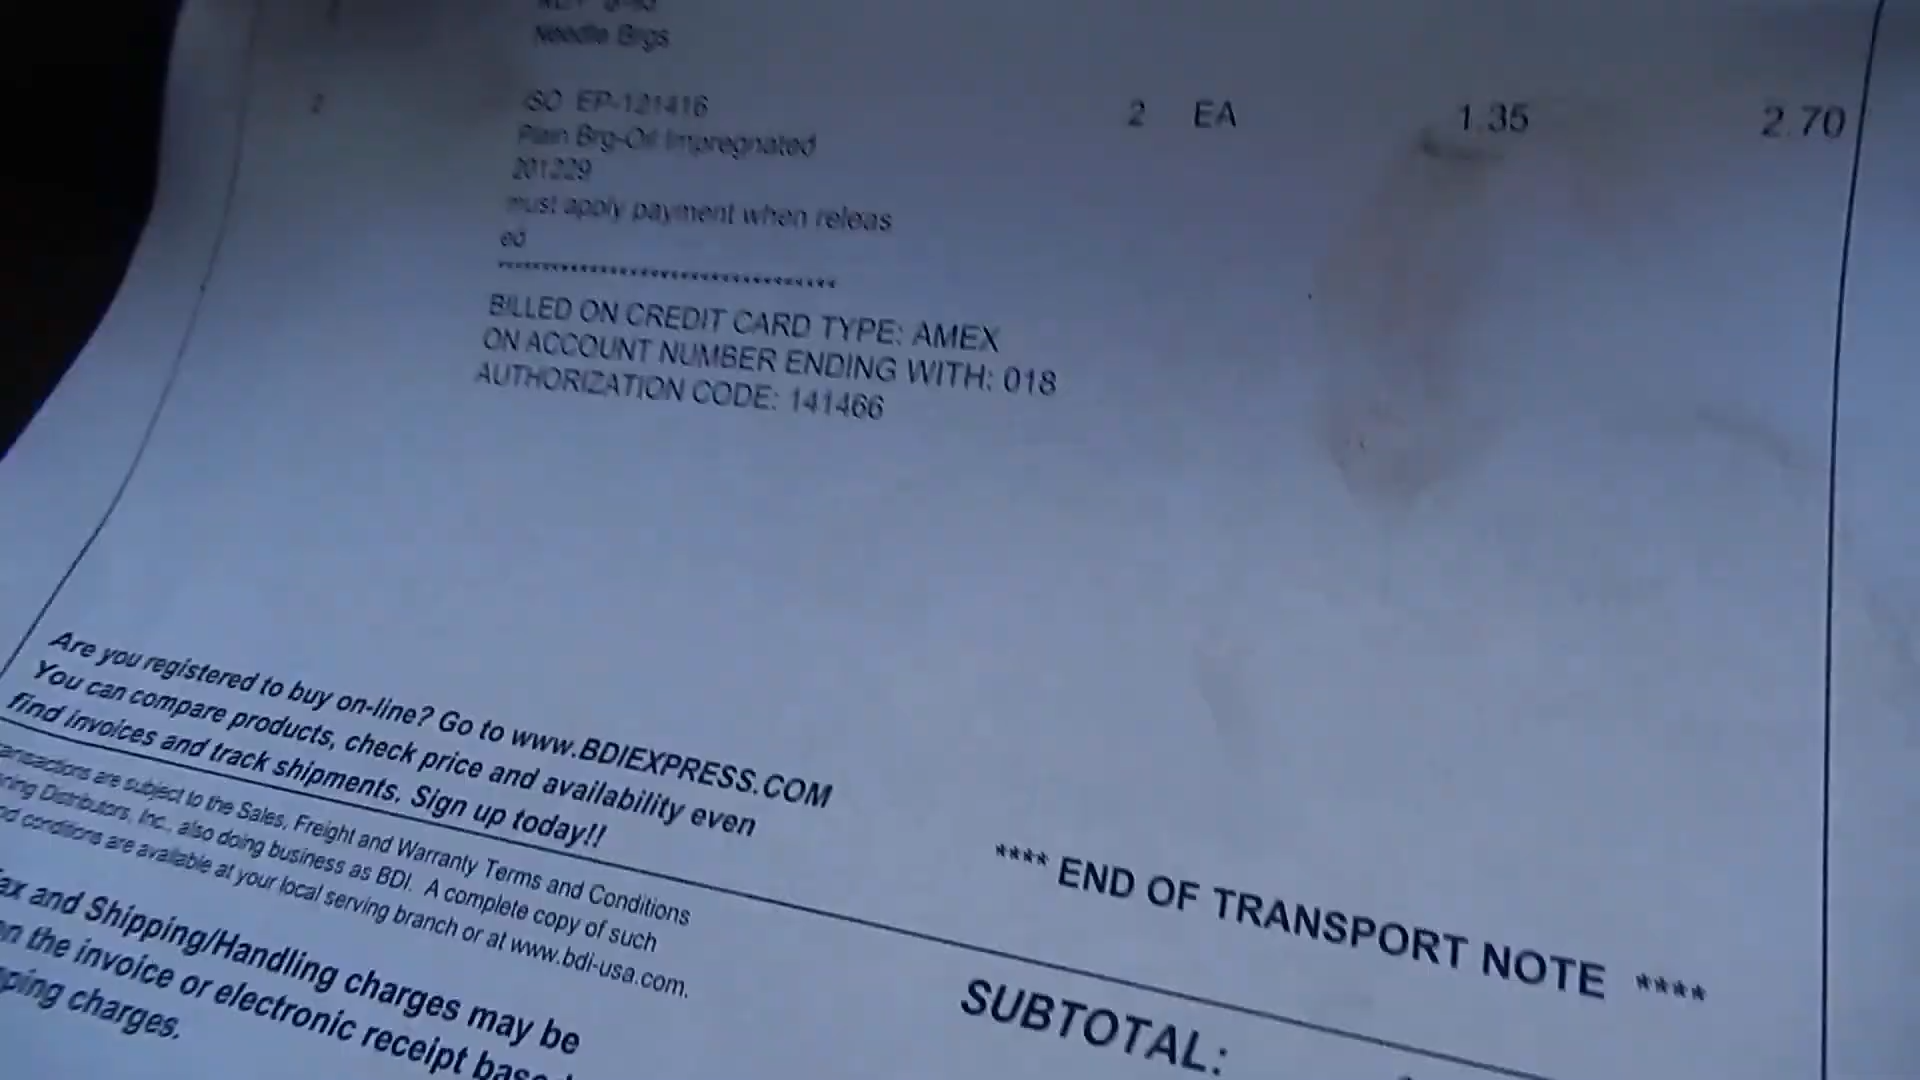 Needle Brgs
2 ISO EP-121416 2 EA 1.35 2.70
Plain Brg-Oil Impregnated
201229
must apply payment when releas
ed
********************************
BILLED ON CREDIT CARD TYPE: AMEX
ON ACCOUNT NUMBER ENDING WITH: 018
AUTHORIZATION CODE: 141466
Are you registered to buy on-line? Go to www.BDIEXPRESS.COM
You can compare products, check price and availability even
find invoices and track shipments. Sign up today!!
are subject to the Sales, Freight and Warranty Terms and Conditions
Distributors, Inc., also doing business as BDI. A complete copy of such
conditions are available at your local serving branch or at www.bdi-usa.com.
**** END OF TRANSPORT NOTE ****
and Shipping/Handling charges may be
the invoice or electronic receipt
charges.
SUBTOTAL: